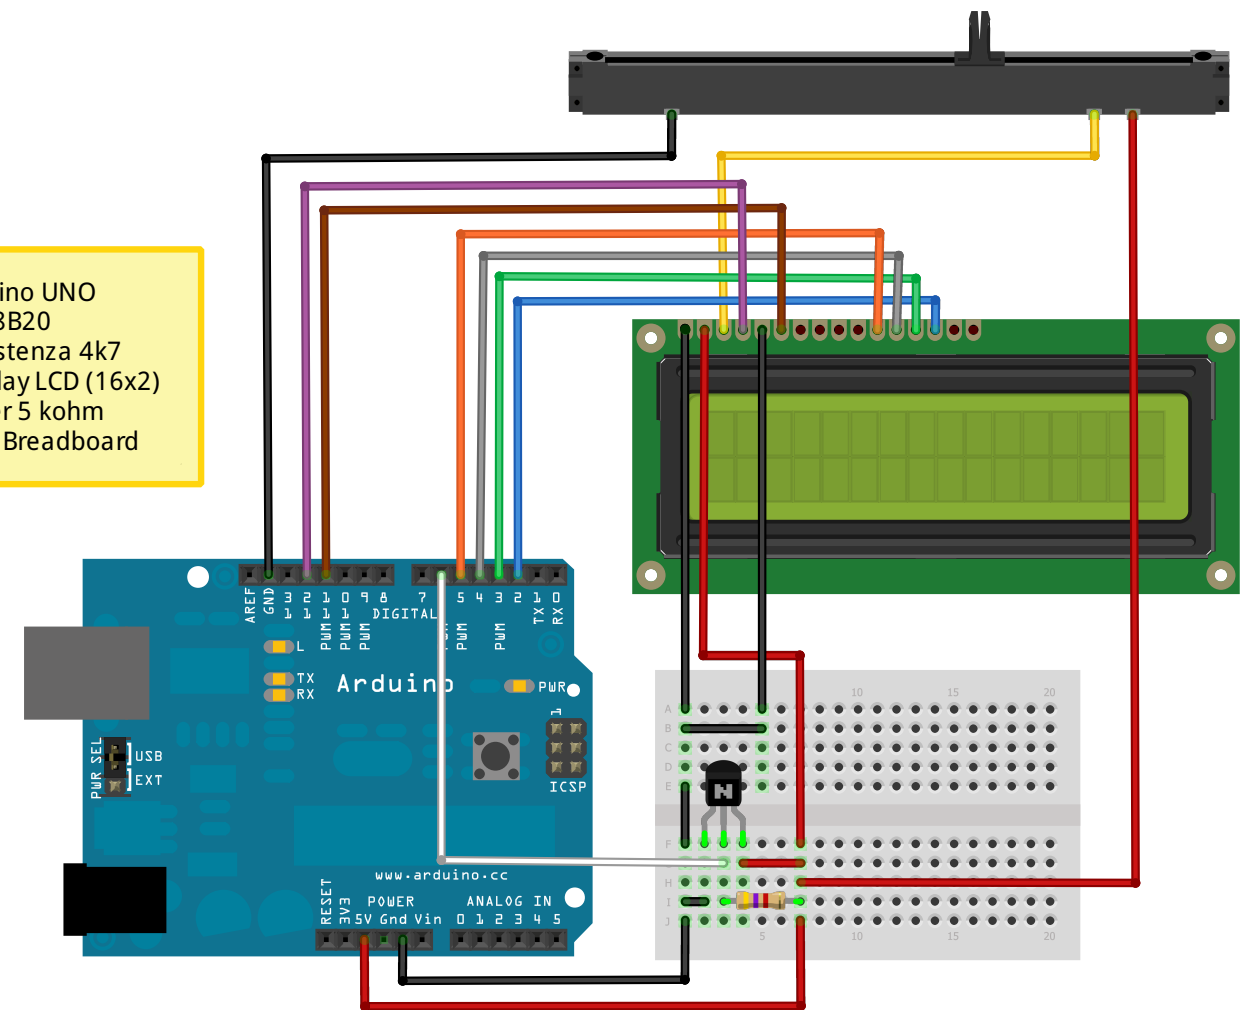 ino UNO
3B20
stenza 4k7
lay LCD (16x2)
r 5 kohm
Breadboard
AREF
GND
13
12
PWM 11
PWM 10
PWM 9
8
DIGITAL
7
5 PWM
4
3 PWM
2
TX 1
RX 0
L
TX
RX
Arduino
PWR
1
ICSP
PWR SEL
USB
EXT
www.arduino.cc
POWER
ANALOG IN
RESET
3V3
5V Gnd Vin
0 1 2 3 4 5
N
10 15 20
A
B
C
D
E
F
H
I
J
5 10 15 20